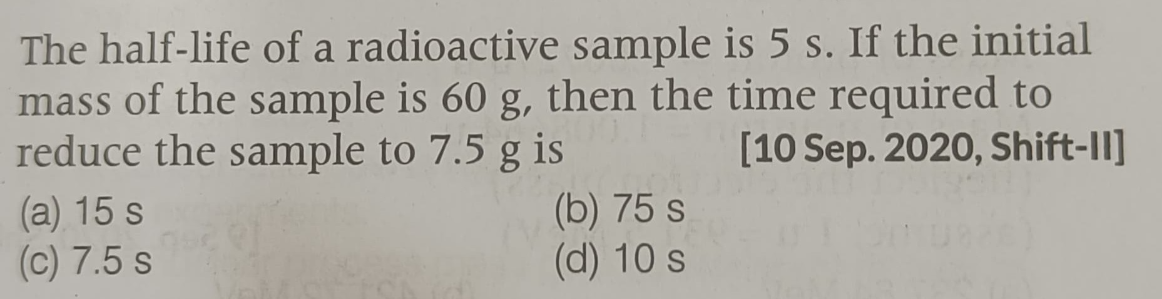 The half-life of a radioactive sample is 5 s. If the initial
mass of the sample is 60 g, then the time required to
reduce the sample to 7.5 g is [10 Sep. 2020, Shift-II]
(a) 15 s (b) 75 s
(c) 7.5 s (d) 10 s